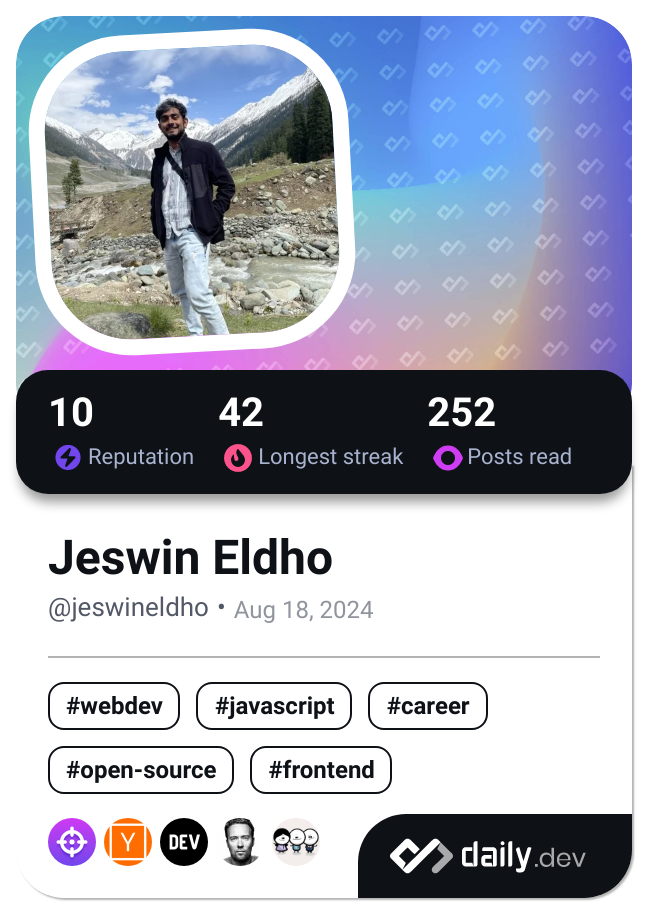 10 42 252
Reputation Longest streak Posts read
Jeswin Eldho
@jeswineldho • Aug 18, 2024
#webdev #javascript #career
#open-source #frontend
Y DEV
daily.dev